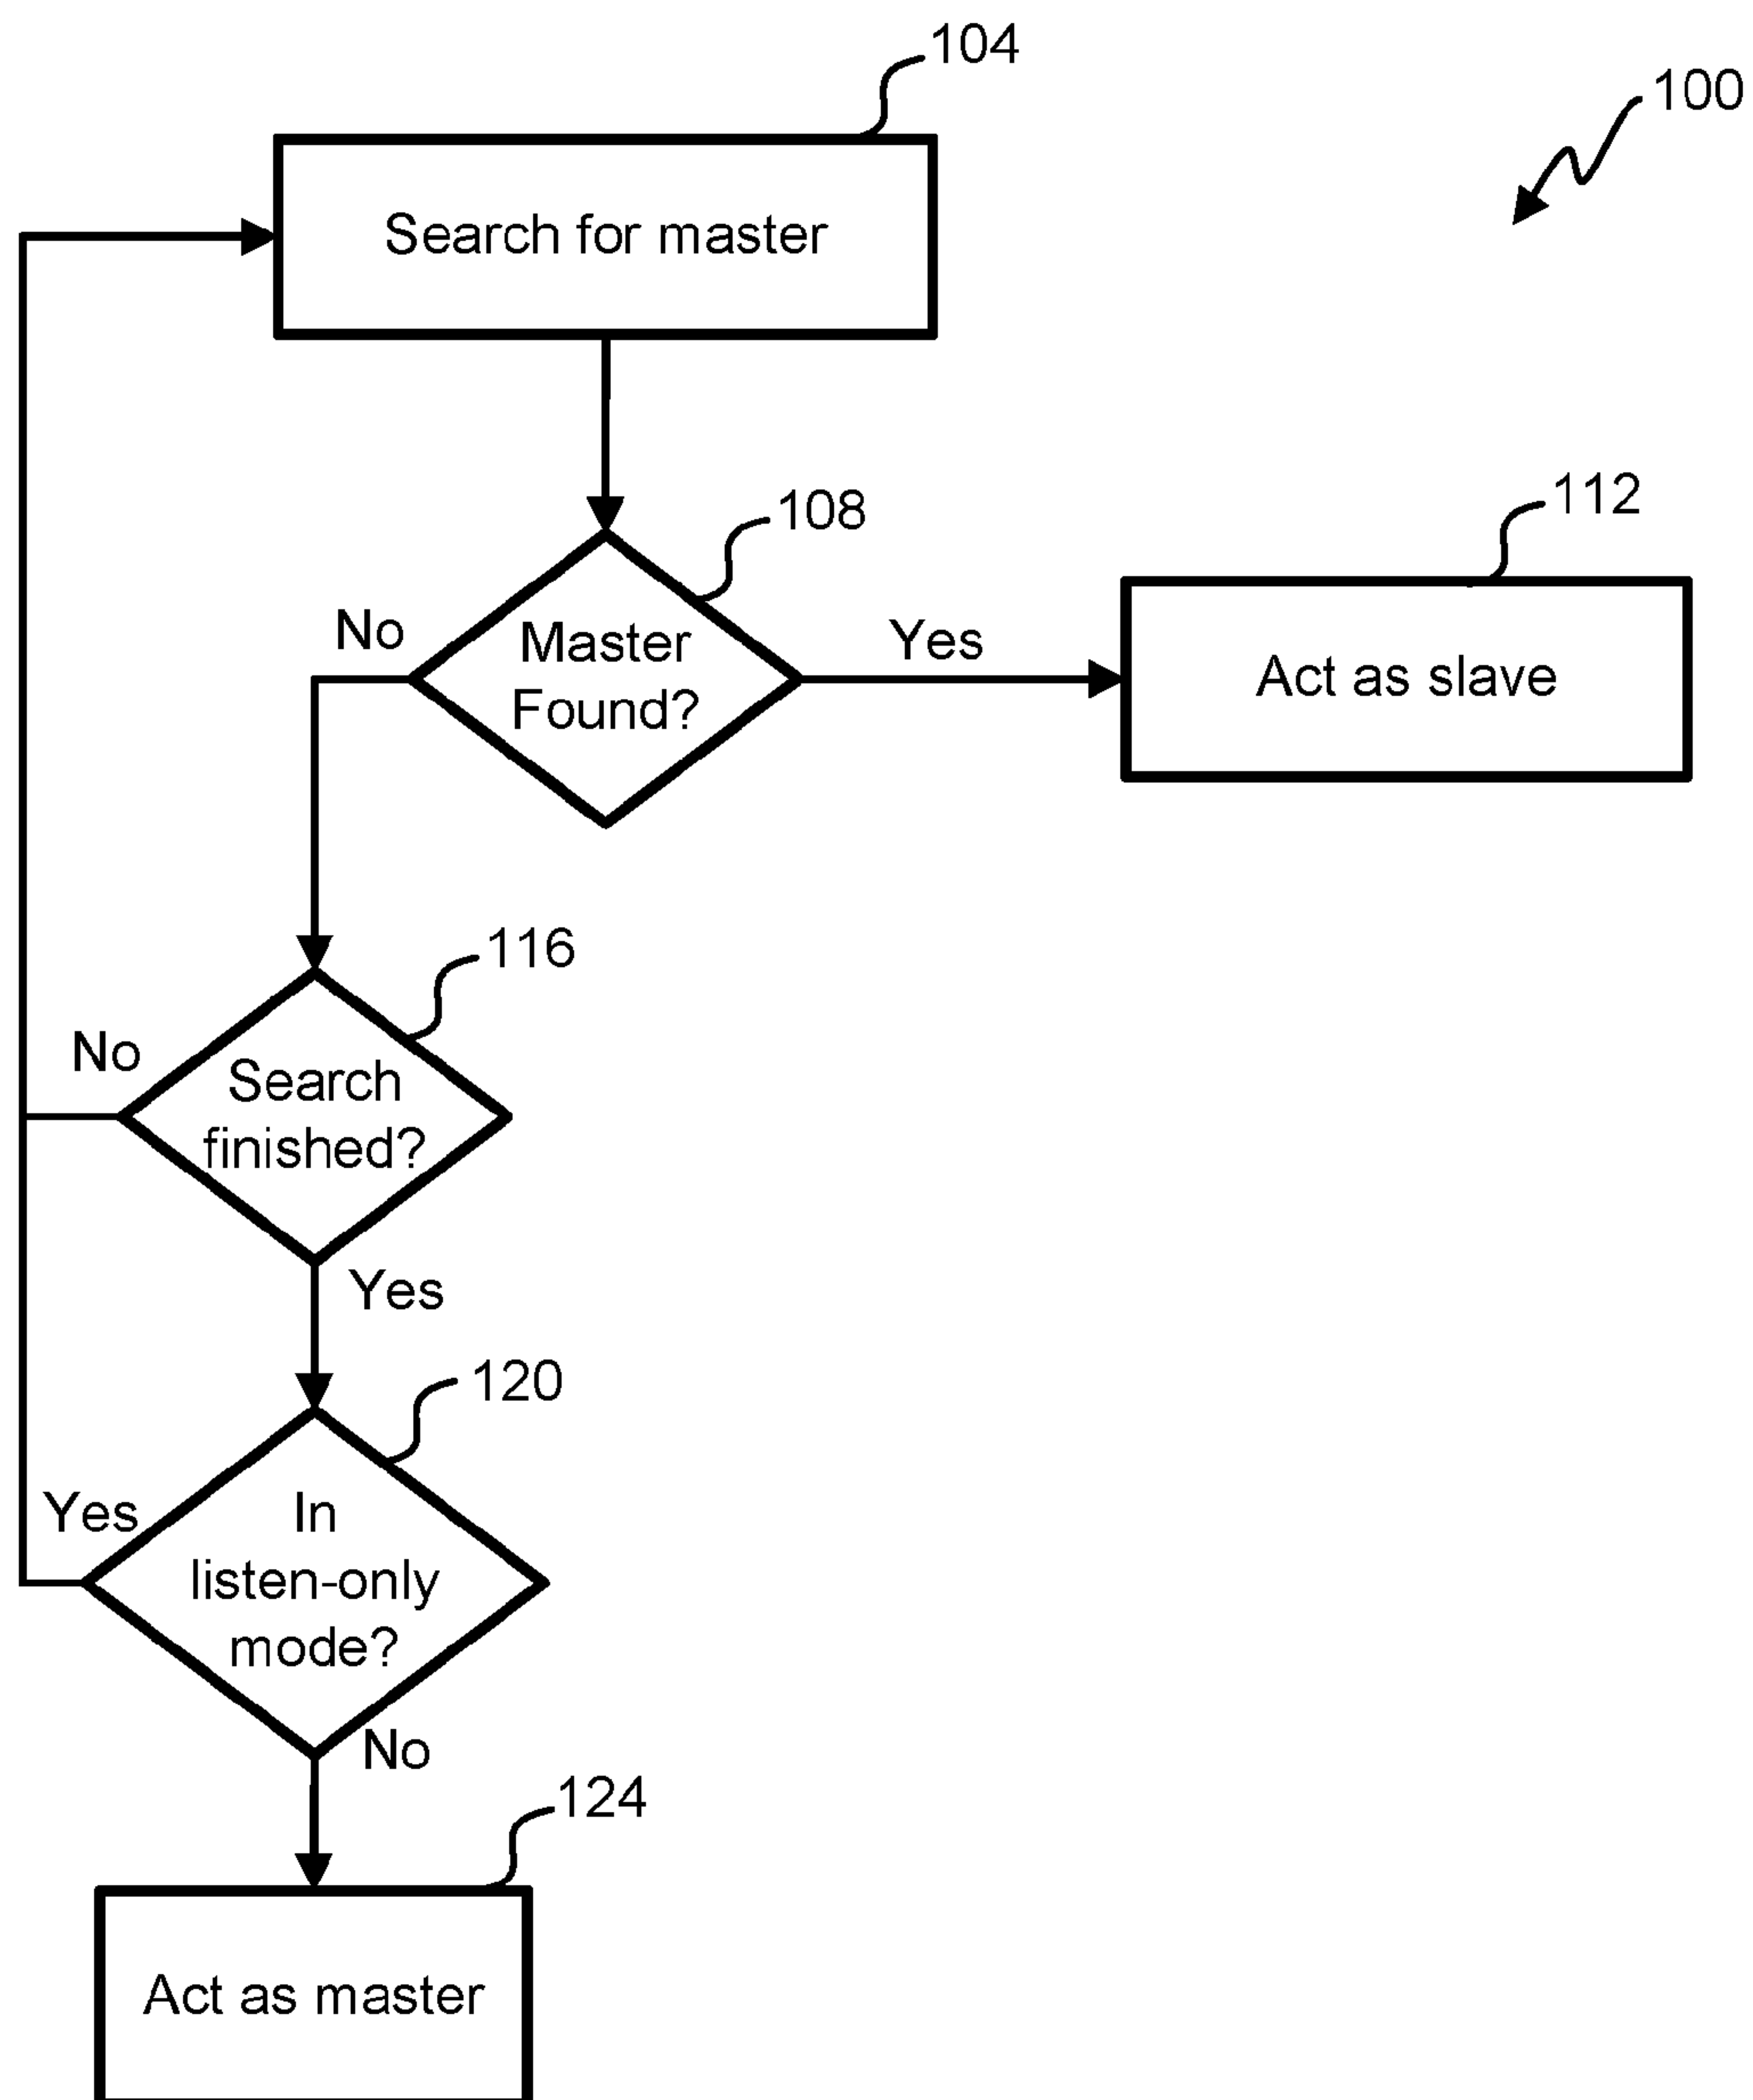 104
100
Search for master
108
112
No
Master
Found?
Yes
Act as slave
116
No
Search
finished?
Yes
120
Yes
In
listen-only
mode?
No
124
Act as master